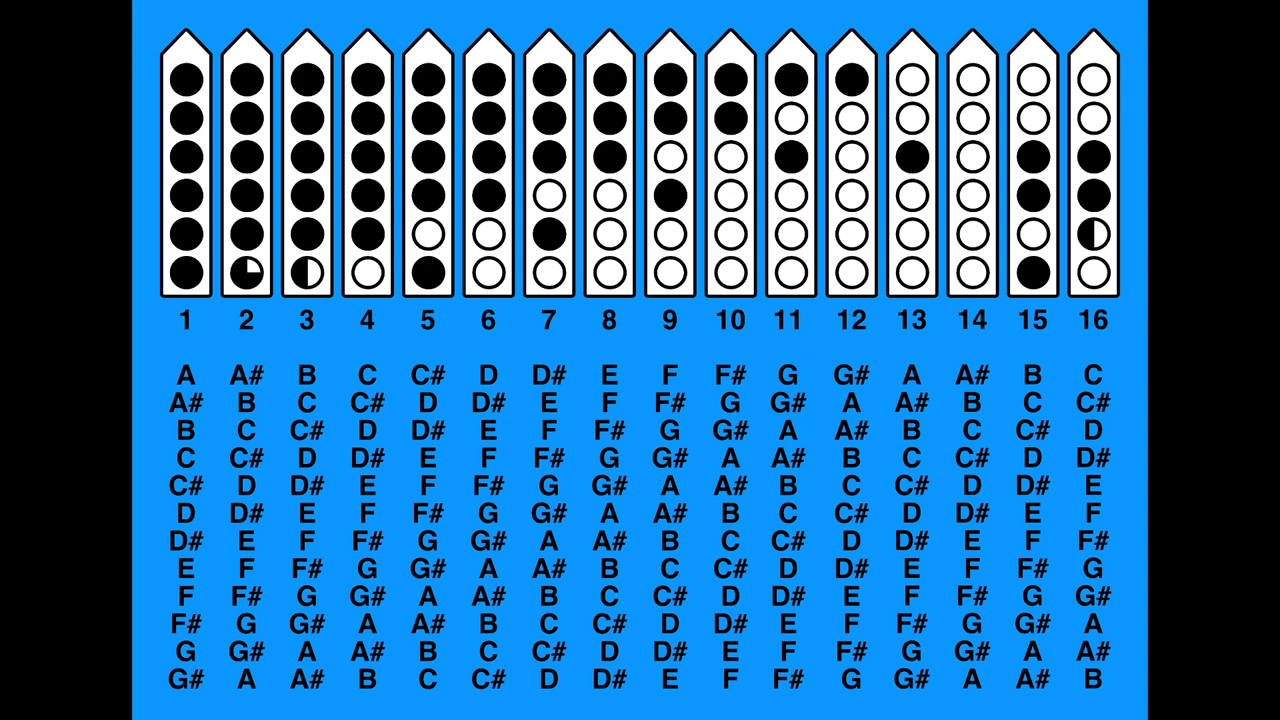 1 2 3 4 5 6 7 8 9 10 11 12 13 14 15 16
A A# B C C# D D# E F F# G G# A A# B C
A# B C C# D D# E F F# G G# A A# B C C#
B C C# D D# E F F# G G# A A# B C C# D
C C# D D# E F F# G G# A A# B C C# D D#
C# D D# E F F# G G# A A# B C C# D D# E
D D# E F F# G G# A A# B C C# D D# E F
D# E F F# G G# A A# B C C# D D# E F F#
E F F# G G# A A# B C C# D D# E F F# G
F F# G G# A A# B C C# D D# E F F# G G#
F# G G# A A# B C C# D D# E F F# G G# A
G G# A A# B C C# D D# E F F# G G# A A#
G# A A# B C C# D D# E F F# G G# A A# B